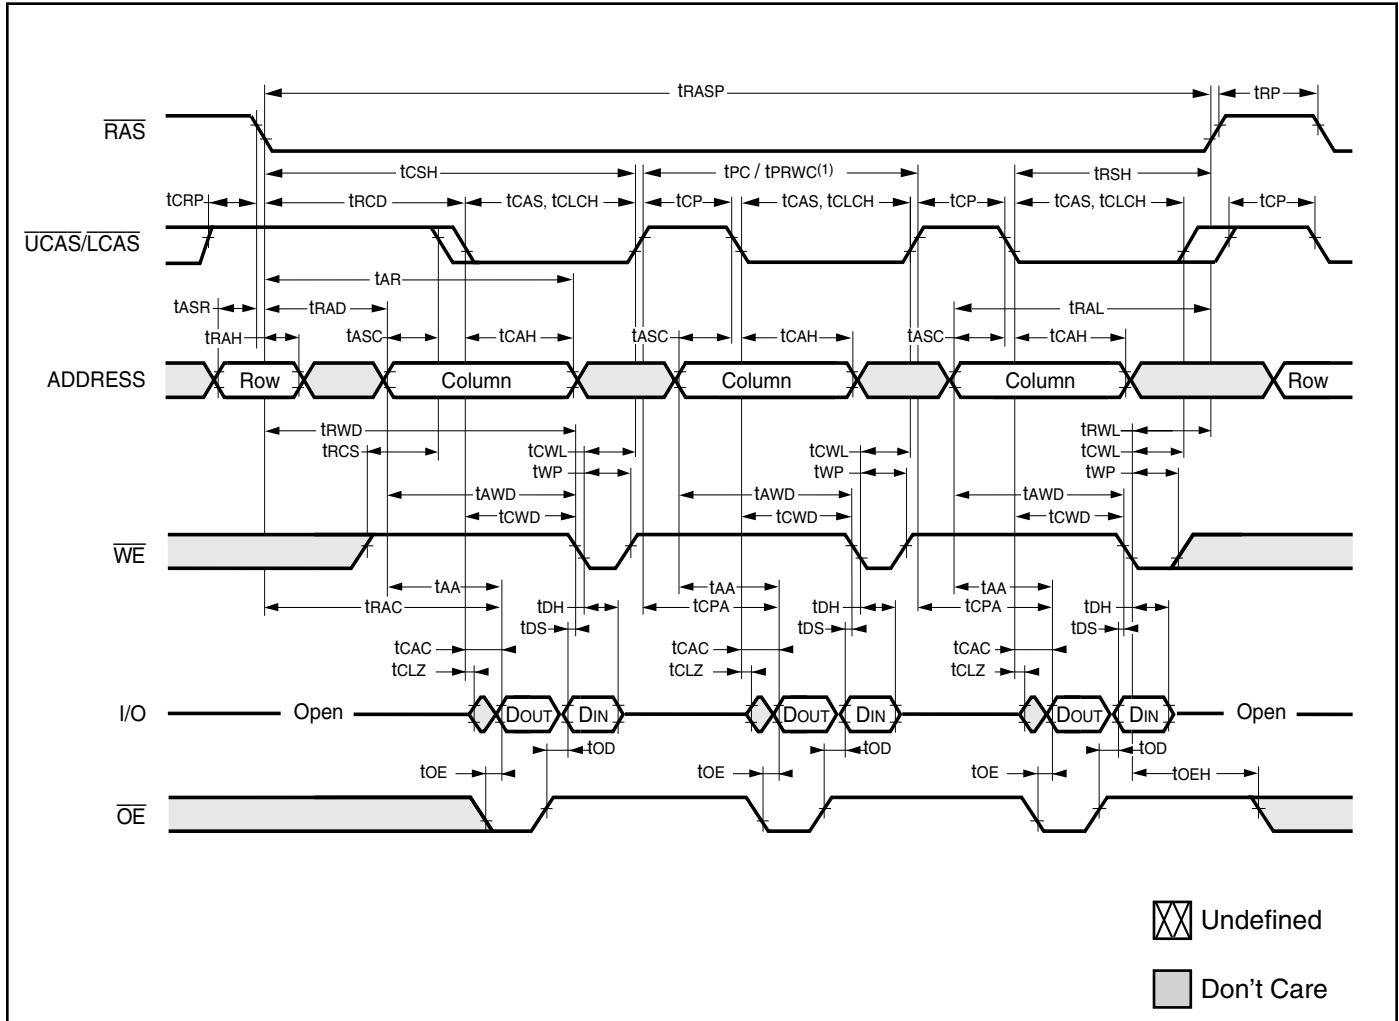 tRASP tRP
RAS
tCSH tPC / tPRWC(1) tRSH
tCRP tRCD tCAS, tCLCH tCP tCAS, tCLCH tCP tCAS, tCLCH tCP
UCAS/LCAS
tAR
tASR tRAD tRAL
tRAH tASC tCAH tASC tCAH tASC tCAH
ADDRESS Row Column Column Column Row
tRWD tRWL
tRCS tCWL tCWL tCWL
tWP tWP tWP
tAWD tAWD tAWD
tCWD tCWD tCWD
WE
tAA tAA tAA
tRAC tDH tCPA tDH tCPA tDH
tDS tDS tDS
tCAC tCAC tCAC
tCLZ tCLZ tCLZ
I/O Open DOUT DIN DOUT DIN DOUT DIN Open
tOD tOD tOD
tOE tOE tOE tOEH
OE
Undefined
Don't Care